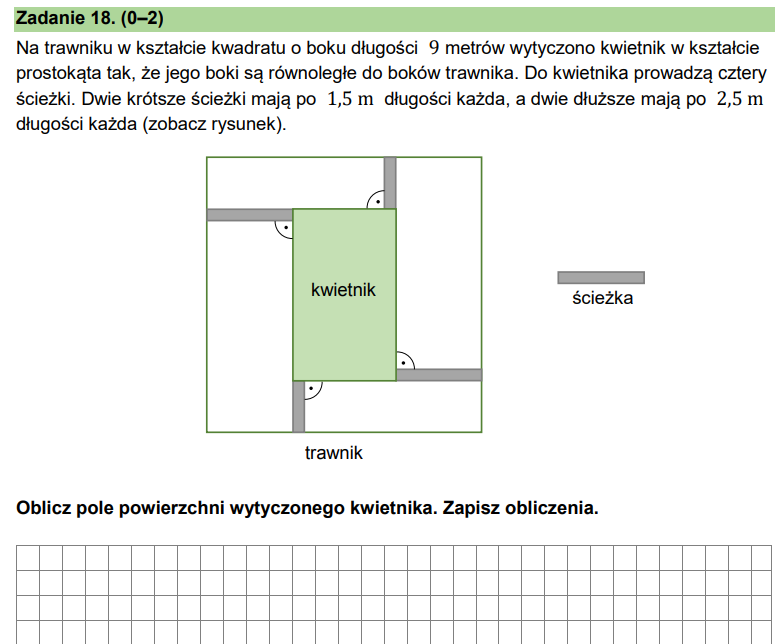 Zadanie 18. (0–2)
Na trawniku w kształcie kwadratu o boku długości 9 metrów wytyczono kwietnik w kształcie
prostokąta tak, że jego boki są równoległe do boków trawnika. Do kwietnika prowadzą cztery
ścieżki. Dwie krótsze ścieżki mają po 1,5 m długości każda, a dwie dłuższe mają po 2,5 m
długości każda (zobacz rysunek).
kwietnik
ścieżka
trawnik
Oblicz pole powierzchni wytyczonego kwietnika. Zapisz obliczenia.